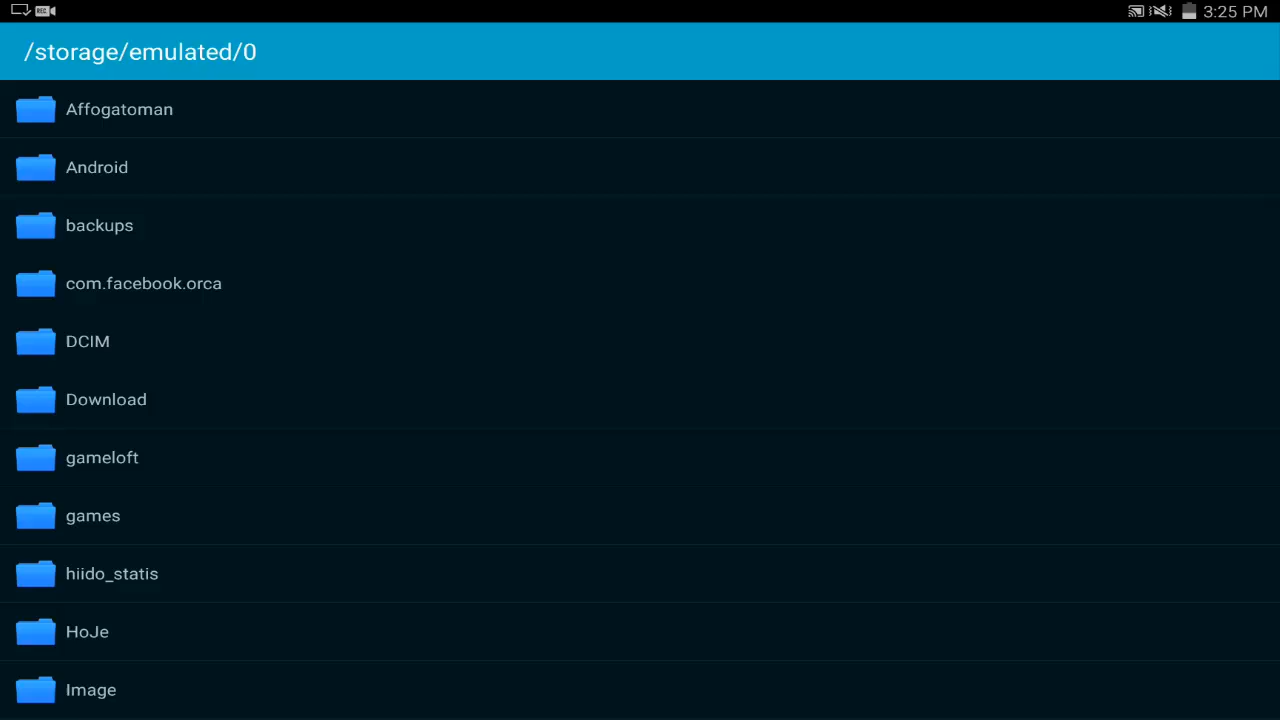 REC
3:25 PM
/storage/emulated/0
Affogatoman
Android
backups
com.facebook.orca
DCIM
Download
gameloft
games
hiido_statis
HoJe
Image